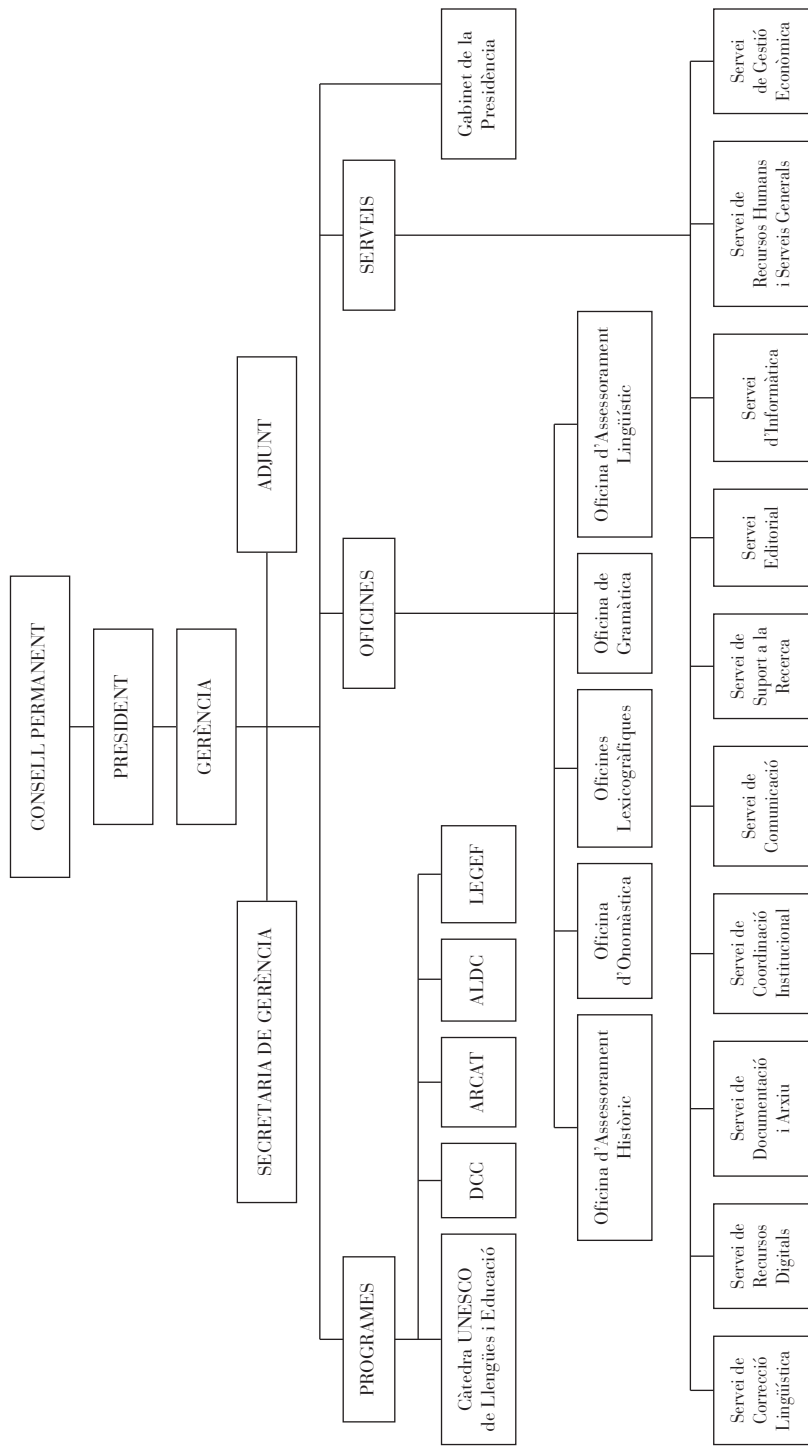 CONSELL PERMANENT
PRESIDENT
GERÈNCIA
SECRETARIA DE GERÈNCIA
ADJUNT
PROGRAMES
OFICINES
SERVEIS
Gabinet de la
Presidència
Càtedra UNESCO
de Llengües i Educació
DCC
ARCAT
ALDC
LEGEF
Oficina d’Assessorament
Històric
Oficina
d’Onomàstica
Oficines
Lexicogràfiques
Oficina de
Gramàtica
Oficina d’Assessorament
Lingüístic
Servei de
Correcció
Lingüística
Servei de
Recursos
Digitals
Servei de
Documentació
i Arxiu
Servei de
Coordinació
Institucional
Servei de
Comunicació
Servei de
Suport a la
Recerca
Servei
Editorial
Servei
d’Informàtica
Servei de
Recursos Humans
i Serveis Generals
Servei
de Gestió
Econòmica